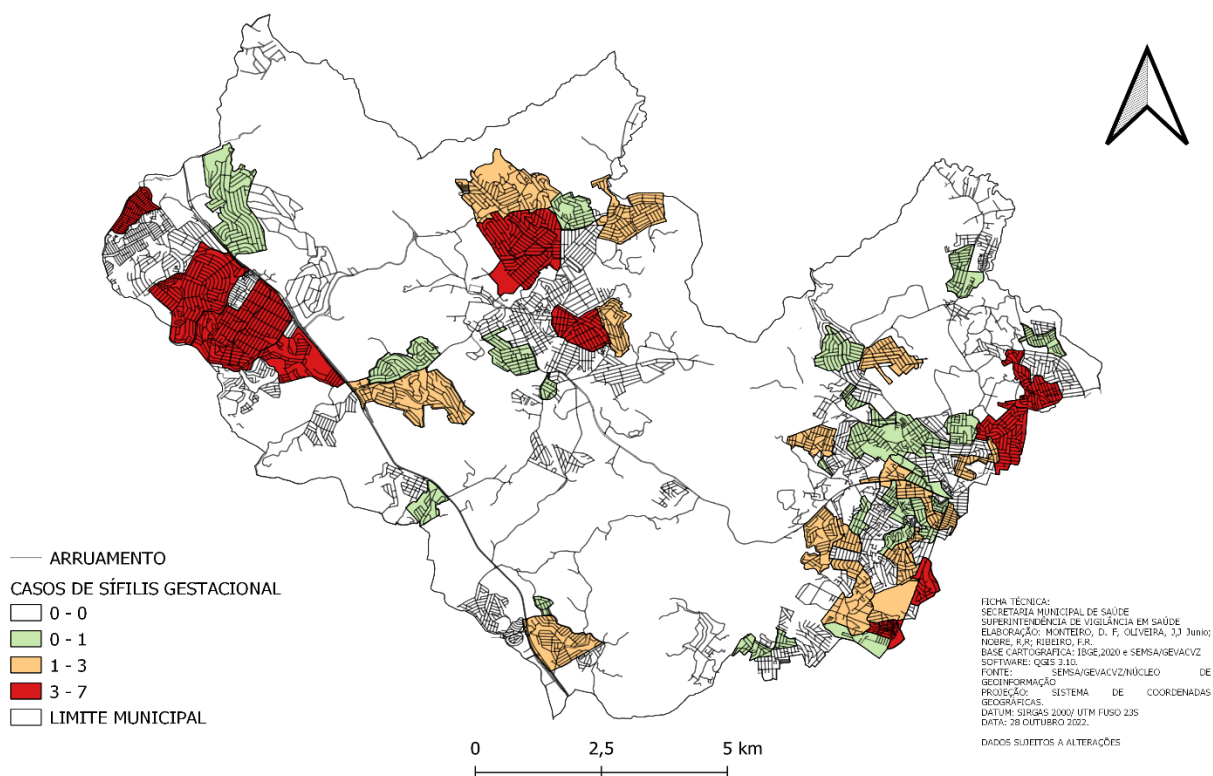 ARRUAMENTO
CASOS DE SÍFILIS GESTACIONAL
0 - 0
0 - 1
1 - 3
3 - 7
LIMITE MUNICIPAL
0 2,5 5 km
FICHA TÉCNICA:
SECRETARIA MUNICIPAL DE SAÚDE
SUPERINTENDÊNCIA DE VIGILÂNCIA EM SAÚDE
ELABORAÇÃO: MONTEIRO, D. F, OLIVEIRA, J,J Junio;
NOBRE, R,R; RIBEIRO, F.R.
BASE CARTOGRAFICA: IBGE,2020 e SEMSA/GEVACVZ
SOFTWARE: QGIS 3.10.
FONTE: SEMSA/GEVACVZ/NÚCLEO DE
GEOINFORMAÇÃO
PROJEÇÃO: SISTEMA DE COORDENADAS
GEOGRÁFICAS.
DATUM: SIRGAS 2000/ UTM FUSO 23S
DATA: 28 OUTUBRO 2022.
DADOS SUJEITOS A ALTERAÇÕES